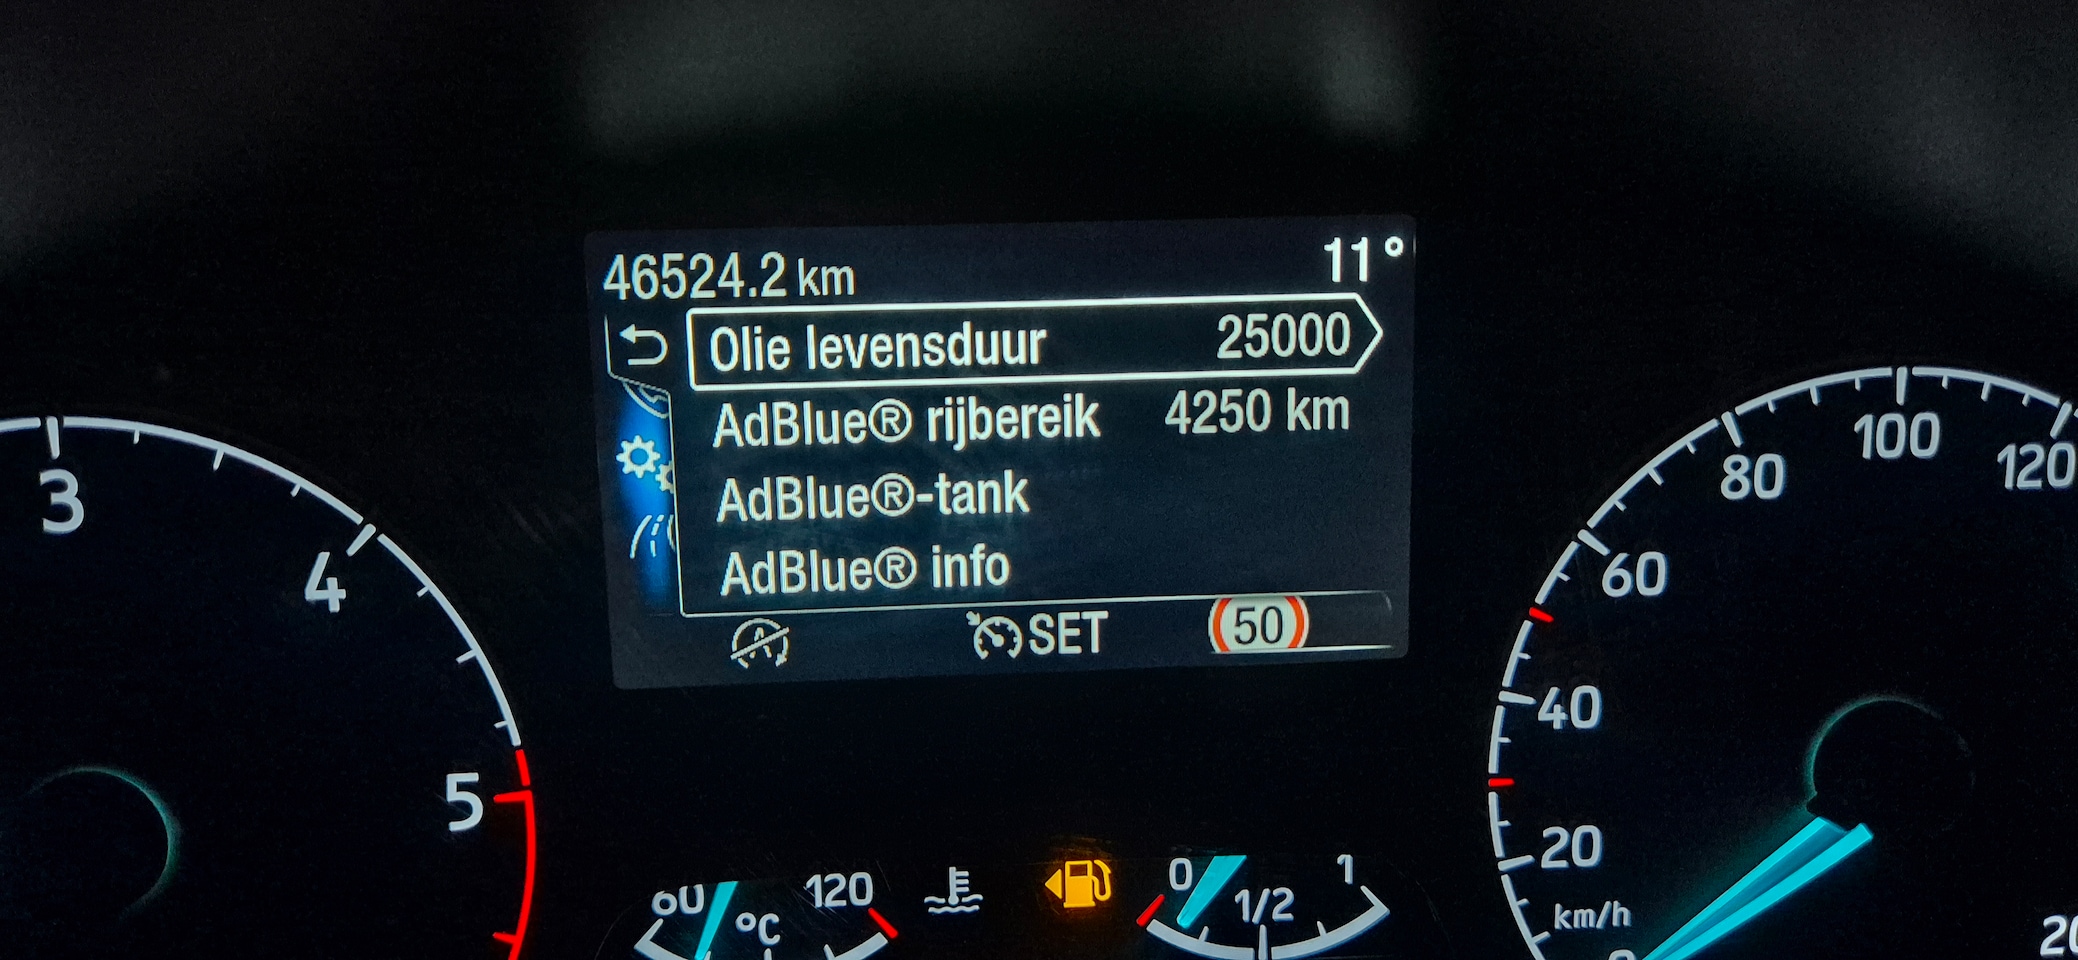 46524.2 km
11°
Olie levensduur 25000
AdBlue® rijbereik 4250 km
AdBlue®-tank
AdBlue® info
A
SET
50
3
4
5
60
°C
120
0
1/2
1
20
40
60
80
100
120
km/h